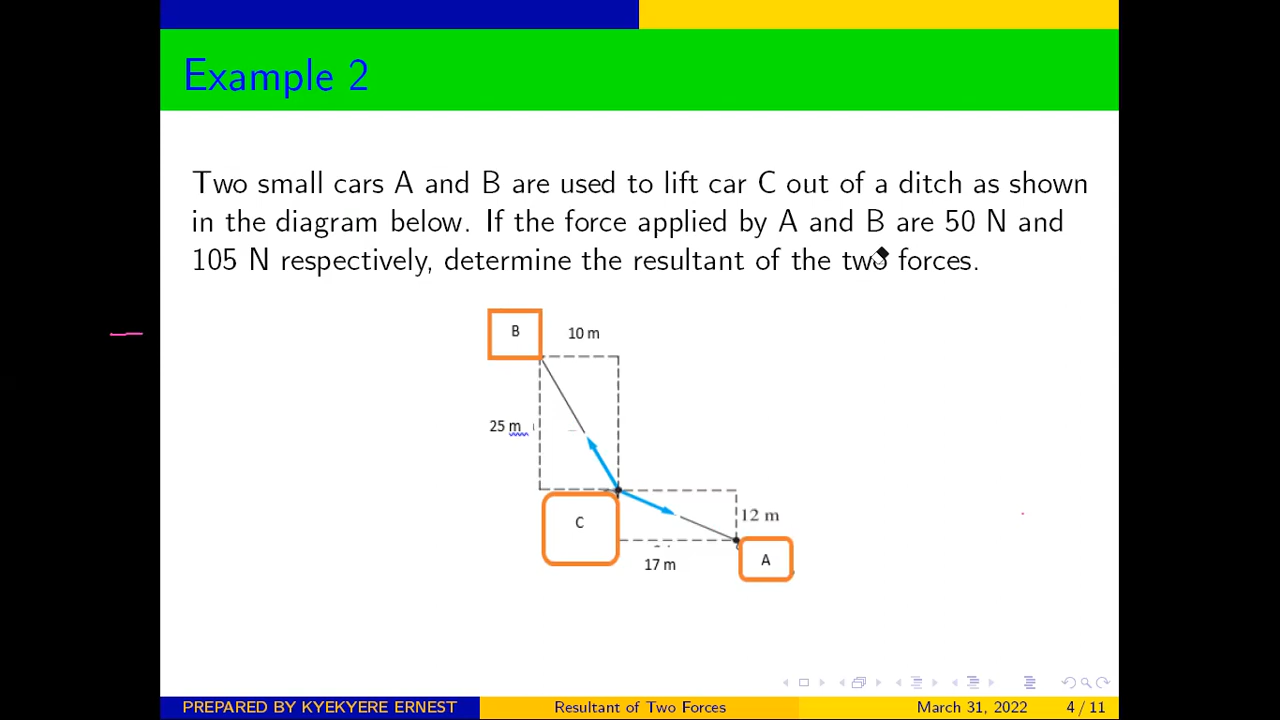 Example 2
Two small cars A and B are used to lift car C out of a ditch as shown
in the diagram below. If the force applied by A and B are 50 N and
105 N respectively, determine the resultant of the two forces.
B
10 m
25 m
C
12 m
17 m
A
PREPARED BY KYEKYERE ERNEST
Resultant of Two Forces
March 31, 2022
4 / 11